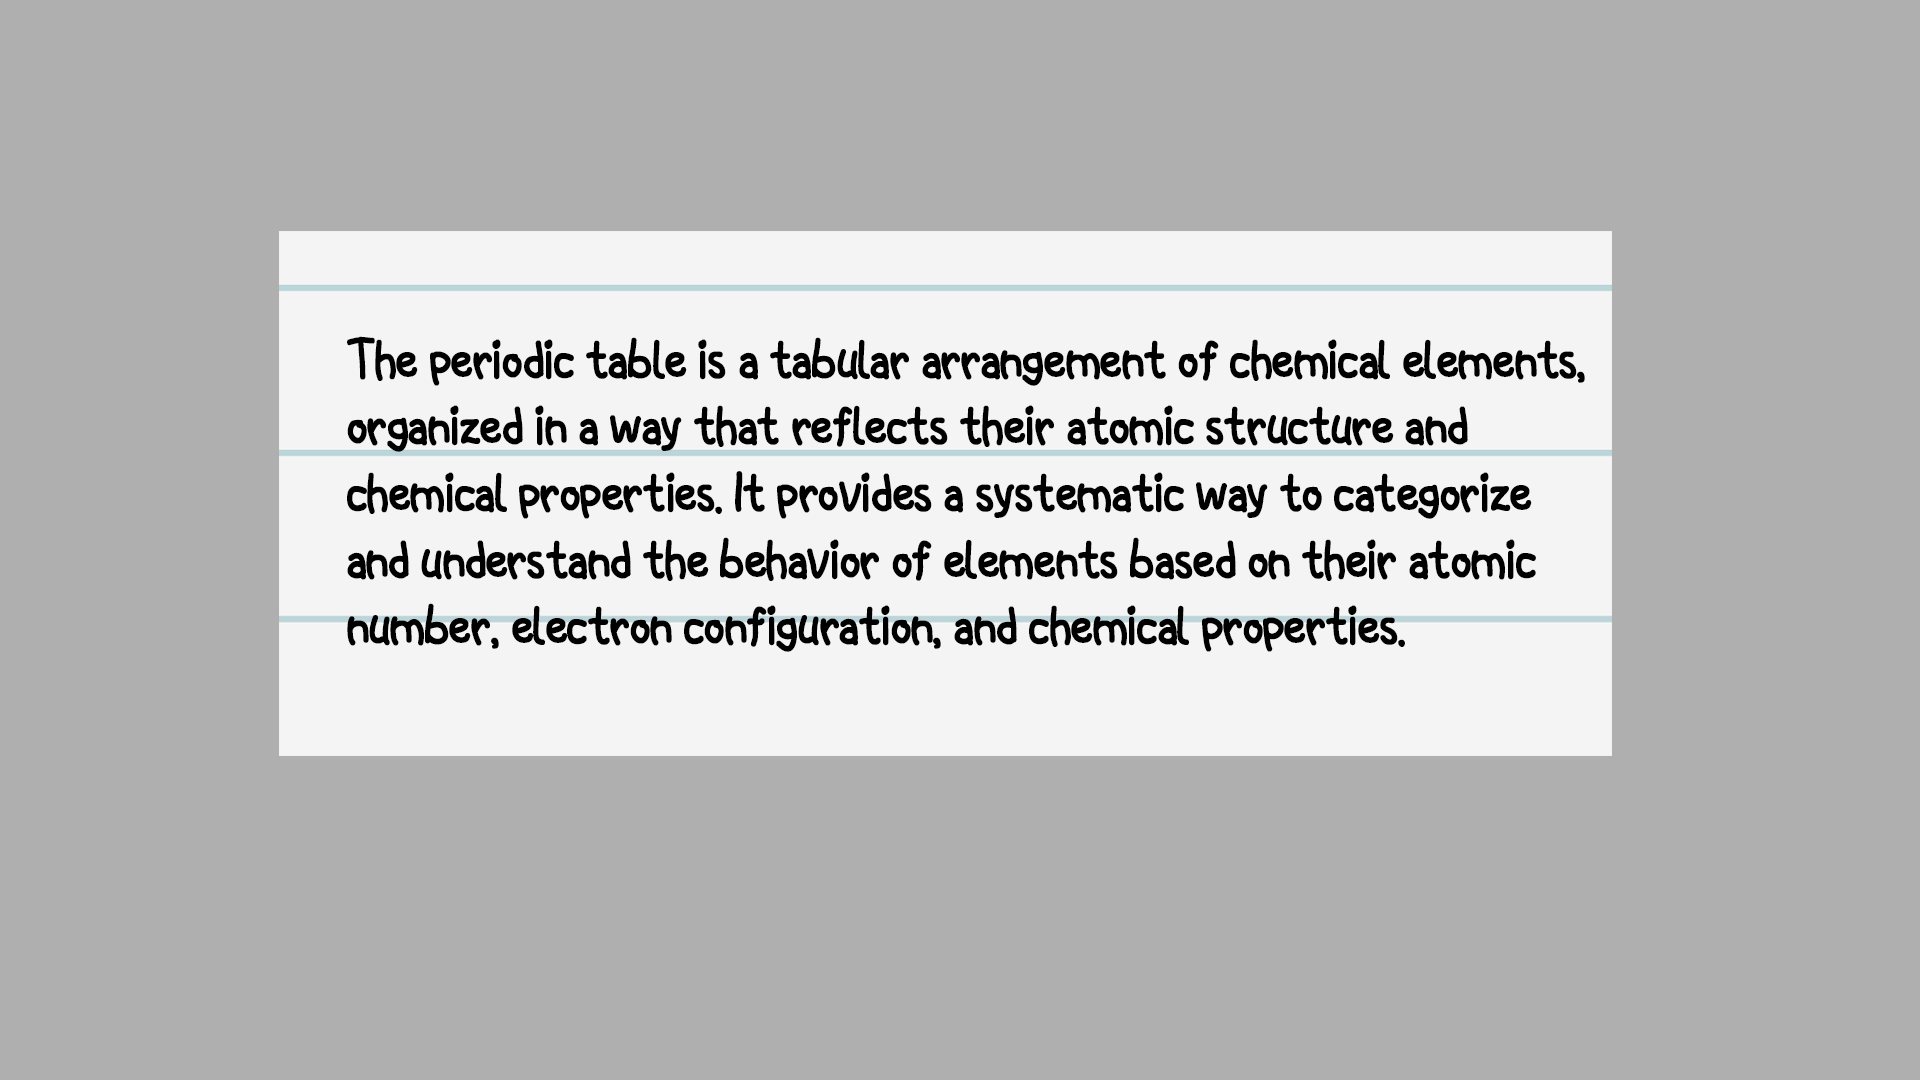 The periodic table is a tabular arrangement of chemical elements,
organized in a way that reflects their atomic structure and
chemical properties. It provides a systematic way to categorize
and understand the behavior of elements based on their atomic
number, electron configuration, and chemical properties.